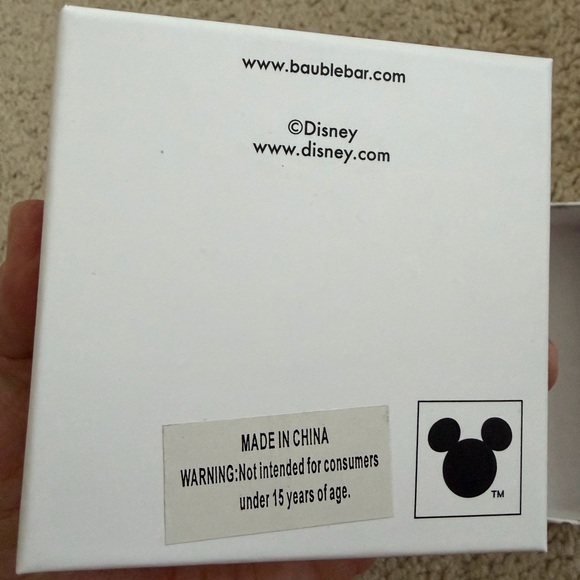 www.baublebar.com
©Disney
www.disney.com
MADE IN CHINA
WARNING:Not intended for consumers
under 15 years of age.
TM